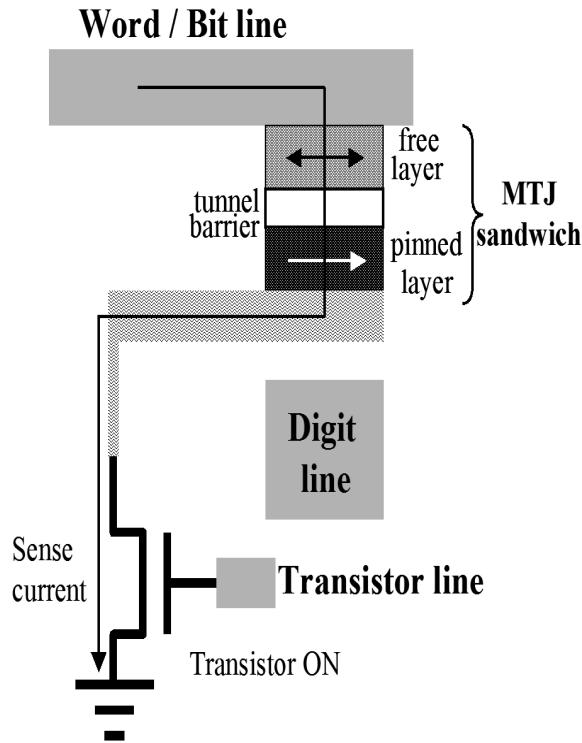 Word / Bit line
free
layer
tunnel
barrier
MTJ
sandwich
pinned
layer
Digit
line
Sense
current
Transistor line
Transistor ON